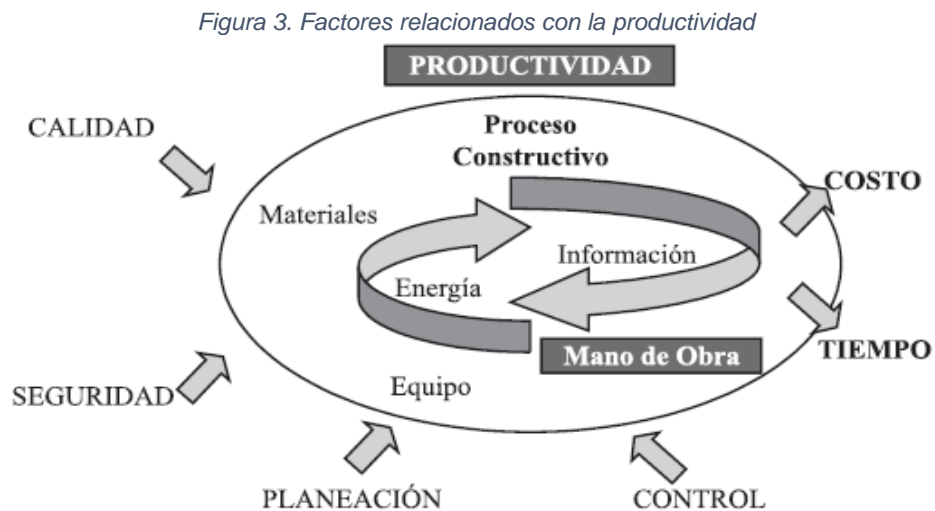 Figura 3. Factores relacionados con la productividad
PRODUCTIVIDAD
CALIDAD
Proceso
Constructivo
COSTO
Materiales
Información
Energía
Mano de Obra
TIEMPO
Equipo
SEGURIDAD
PLANEACIÓN
CONTROL